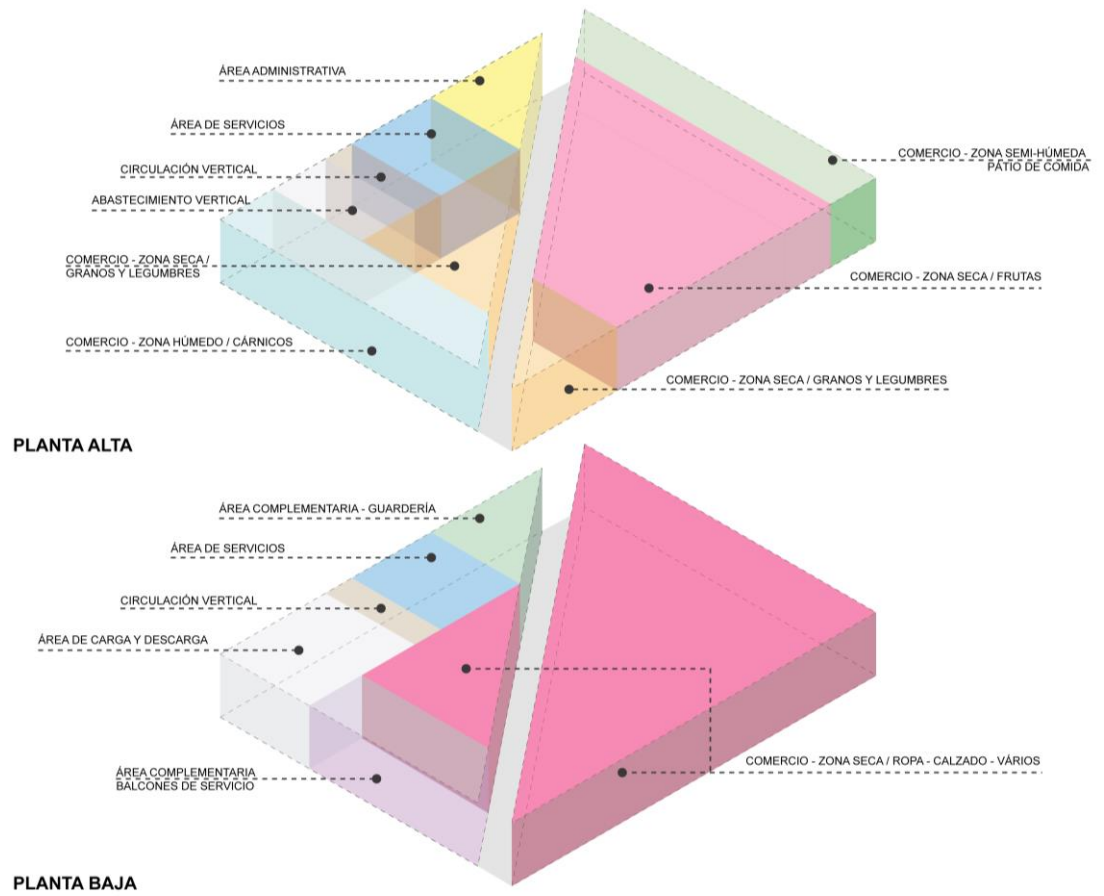 ÁREA ADMINISTRATIVA
ÁREA DE SERVICIOS
CIRCULACIÓN VERTICAL
ABASTECIMIENTO VERTICAL
COMERCIO - ZONA SECA /
GRANOS Y LEGUMBRES
COMERCIO - ZONA HÚMEDO / CÁRNICOS
COMERCIO - ZONA SEMI-HÚMEDA
PÁTIO DE COMIDA
COMERCIO - ZONA SECA / FRUTAS
COMERCIO - ZONA SECA / GRANOS Y LEGUMBRES
PLANTA ALTA
ÁREA COMPLEMENTARIA - GUARDERÍA
ÁREA DE SERVICIOS
CIRCULACIÓN VERTICAL
ÁREA DE CARGA Y DESCARGA
ÁREA COMPLEMENTARIA
BALCONES DE SERVICIO
COMERCIO - ZONA SECA / ROPA - CALZADO - VÁRIOS
PLANTA BAJA